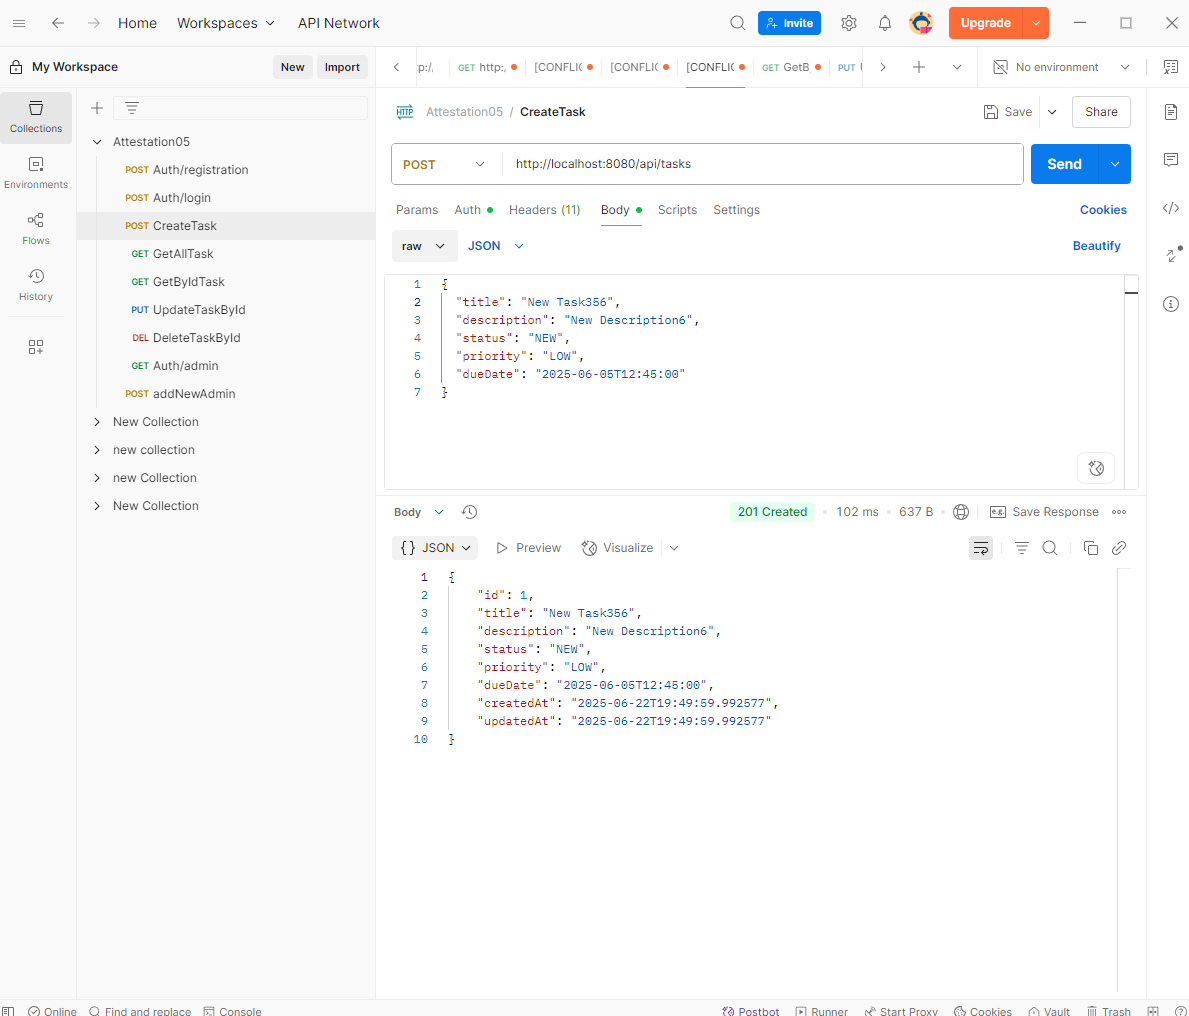 Home Workspaces API Network Invite Upgrade
My Workspace New Import
tp:/, GET http: [CONFLIC [CONFLIC [CONFLIC GET GetB PUT No environment
Collections
Environments
Flows
History
Attestation05
POST Auth/registration
POST Auth/login
POST CreateTask
GET GetAllTask
GET GetByIdTask
PUT UpdateTaskById
DEL DeleteTaskById
GET Auth/admin
POST addNewAdmin
New Collection
new collection
new Collection
New Collection
HTTP Attestation05 / CreateTask Save Share
POST http://localhost:8080/api/tasks Send
Params Auth Headers (11) Body Scripts Settings Cookies
raw JSON Beautify
1 {
2 "title": "New Task356",
3 "description": "New Description6",
4 "status": "NEW",
5 "priority": "LOW",
6 "dueDate": "2025-06-05T12:45:00"
7 }
Body 201 Created • 102 ms • 637 B • e.g. Save Response
{} JSON Preview Visualize
1 {
2 "id": 1,
3 "title": "New Task356",
4 "description": "New Description6",
5 "status": "NEW",
6 "priority": "LOW",
7 "dueDate": "2025-06-05T12:45:00",
8 "createdAt": "2025-06-22T19:49:59.992577",
9 "updatedAt": "2025-06-22T19:49:59.992577"
10 }
Online Find and replace Console Postbot Runner Start Proxy Cookies Vault Trash